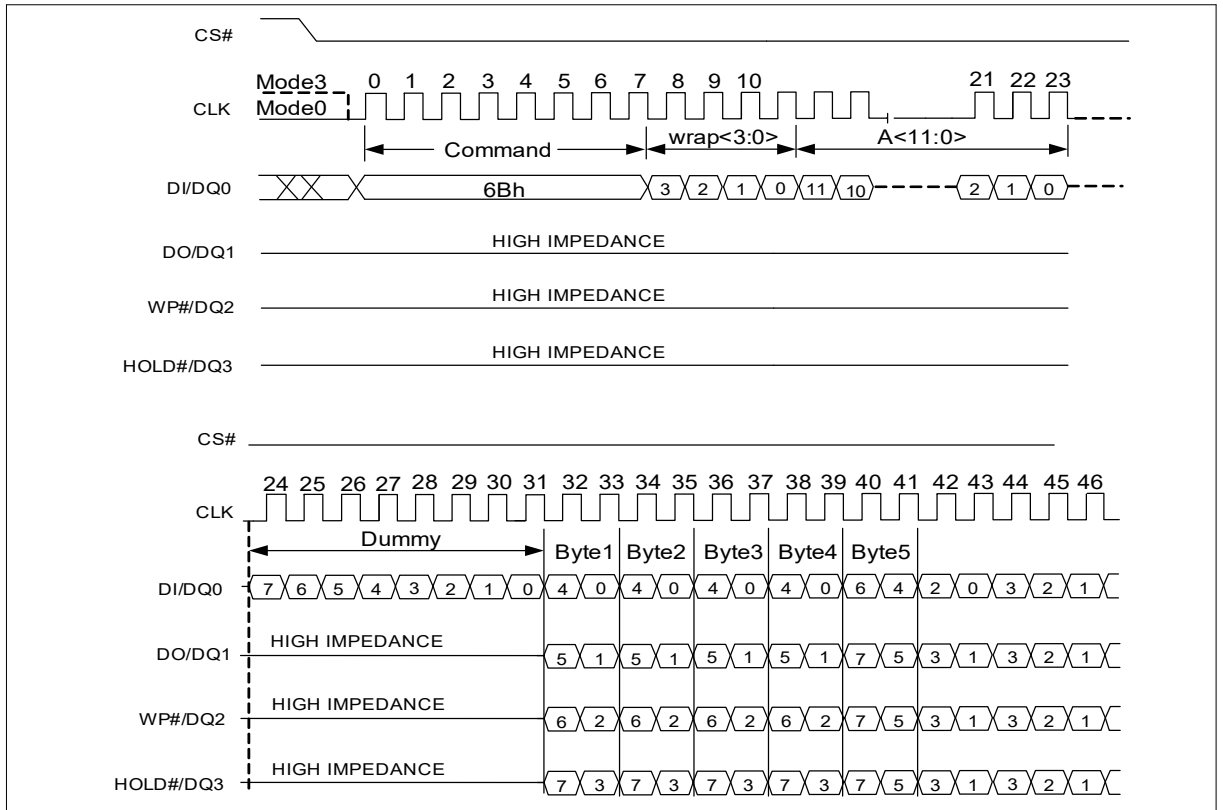 CS#
Mode3 0 1 2 3 4 5 6 7 8 9 10 21 22 23
CLK Mode0
Command wrap<3:0> A<11:0>
DI/DQ0 6Bh 3 2 1 0 11 10 2 1 0
HIGH IMPEDANCE
DO/DQ1
HIGH IMPEDANCE
WP#/DQ2
HIGH IMPEDANCE
HOLD#/DQ3
CS#
24 25 26 27 28 29 30 31 32 33 34 35 36 37 38 39 40 41 42 43 44 45 46
CLK
Dummy Byte1 Byte2 Byte3 Byte4 Byte5
DI/DQ0 7 6 5 4 3 2 1 0 4 0 4 0 4 0 4 0 6 4 2 0 3 2 1
HIGH IMPEDANCE
DO/DQ1 5 1 5 1 5 1 5 1 7 5 3 1 3 2 1
HIGH IMPEDANCE
WP#/DQ2 6 2 6 2 6 2 6 2 7 5 3 1 3 2 1
HIGH IMPEDANCE
HOLD#/DQ3 7 3 7 3 7 3 7 3 7 5 3 1 3 2 1